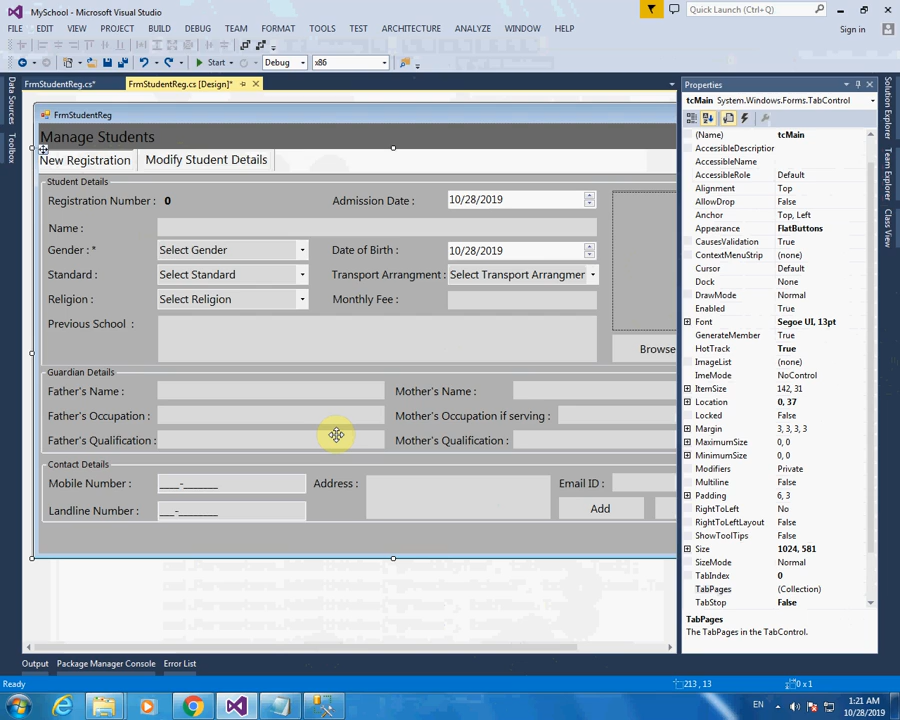 MySchool - Microsoft Visual Studio
Quick Launch (Ctrl+Q)
FILE EDIT VIEW PROJECT BUILD DEBUG TEAM FORMAT TOOLS TEST ARCHITECTURE ANALYZE WINDOW HELP
Sign in
Start Debug x86
FrmStudentReg.cs* FrmStudentReg.cs [Design]*
Data Sources
Toolbox
FrmStudentReg
Manage Students
New Registration Modify Student Details
Student Details
Registration Number : 0 Admission Date : 10/28/2019
Name :
Gender : * Select Gender Date of Birth : 10/28/2019
Standard : Select Standard Transport Arrangment : Select Transport Arrangmer
Religion : Select Religion Monthly Fee :
Previous School :
Browse
Guardian Details
Father's Name : Mother's Name :
Father's Occupation : Mother's Occupation if serving :
Father's Qualification : Mother's Qualification :
Contact Details
Mobile Number : ____-_______ Address : Email ID :
Landline Number : ___-________ Add
Properties
tcMain System.Windows.Forms.TabControl
(Name) tcMain
AccessibleDescription
AccessibleName
AccessibleRole Default
Alignment Top
AllowDrop False
Anchor Top, Left
Appearance FlatButtons
CausesValidation True
ContextMenuStrip (none)
Cursor Default
Dock None
DrawMode Normal
Enabled True
Font Segoe UI, 13pt
GenerateMember True
HotTrack True
ImageList (none)
ImeMode NoControl
ItemSize 142, 31
Location 0, 37
Locked False
Margin 3, 3, 3, 3
MaximumSize 0, 0
MinimumSize 0, 0
Modifiers Private
Multiline False
Padding 6, 3
RightToLeft No
RightToLeftLayout False
ShowToolTips False
Size 1024, 581
SizeMode Normal
TabIndex 0
TabPages (Collection)
TabStop False
TabPages
The TabPages in the TabControl.
Solution Explorer
Team Explorer
Class View
Output Package Manager Console Error List
Ready 213 , 13 0 x 1
EN 1:21 AM
10/28/2019